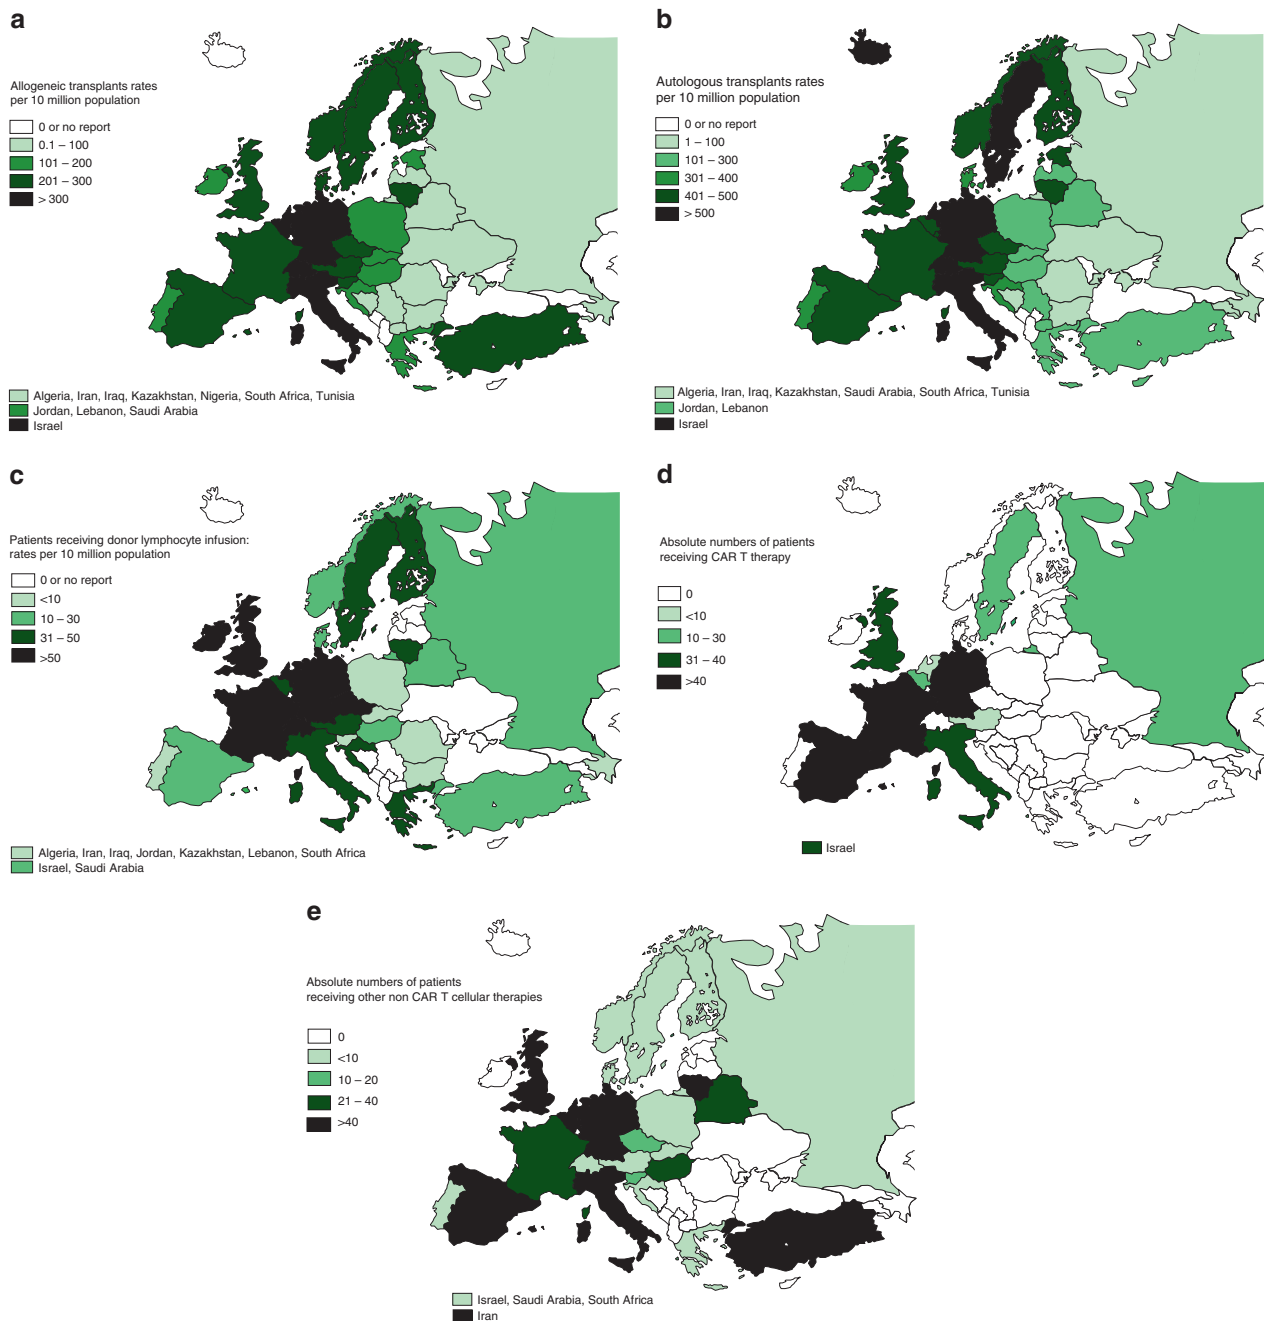 a
Allogeneic transplants rates
per 10 million population
0 or no report
0.1 – 100
101 – 200
201 – 300
> 300
Algeria, Iran, Iraq, Kazakhstan, Nigeria, South Africa, Tunisia
Jordan, Lebanon, Saudi Arabia
Israel
b
Autologous transplants rates
per 10 million population
0 or no report
1 – 100
101 – 300
301 – 400
401 – 500
> 500
Algeria, Iran, Iraq, Kazakhstan, Saudi Arabia, South Africa, Tunisia
Jordan, Lebanon
Israel
c
Patients receiving donor lymphocyte infusion:
rates per 10 million population
0 or no report
<10
10 – 30
31 – 50
>50
Algeria, Iran, Iraq, Jordan, Kazakhstan, Lebanon, South Africa
Israel, Saudi Arabia
d
Absolute numbers of patients
receiving CAR T therapy
0
<10
10 – 30
31 – 40
>40
Israel
e
Absolute numbers of patients
receiving other non CAR T cellular therapies
0
<10
10 – 20
21 – 40
>40
Israel, Saudi Arabia, South Africa
Iran